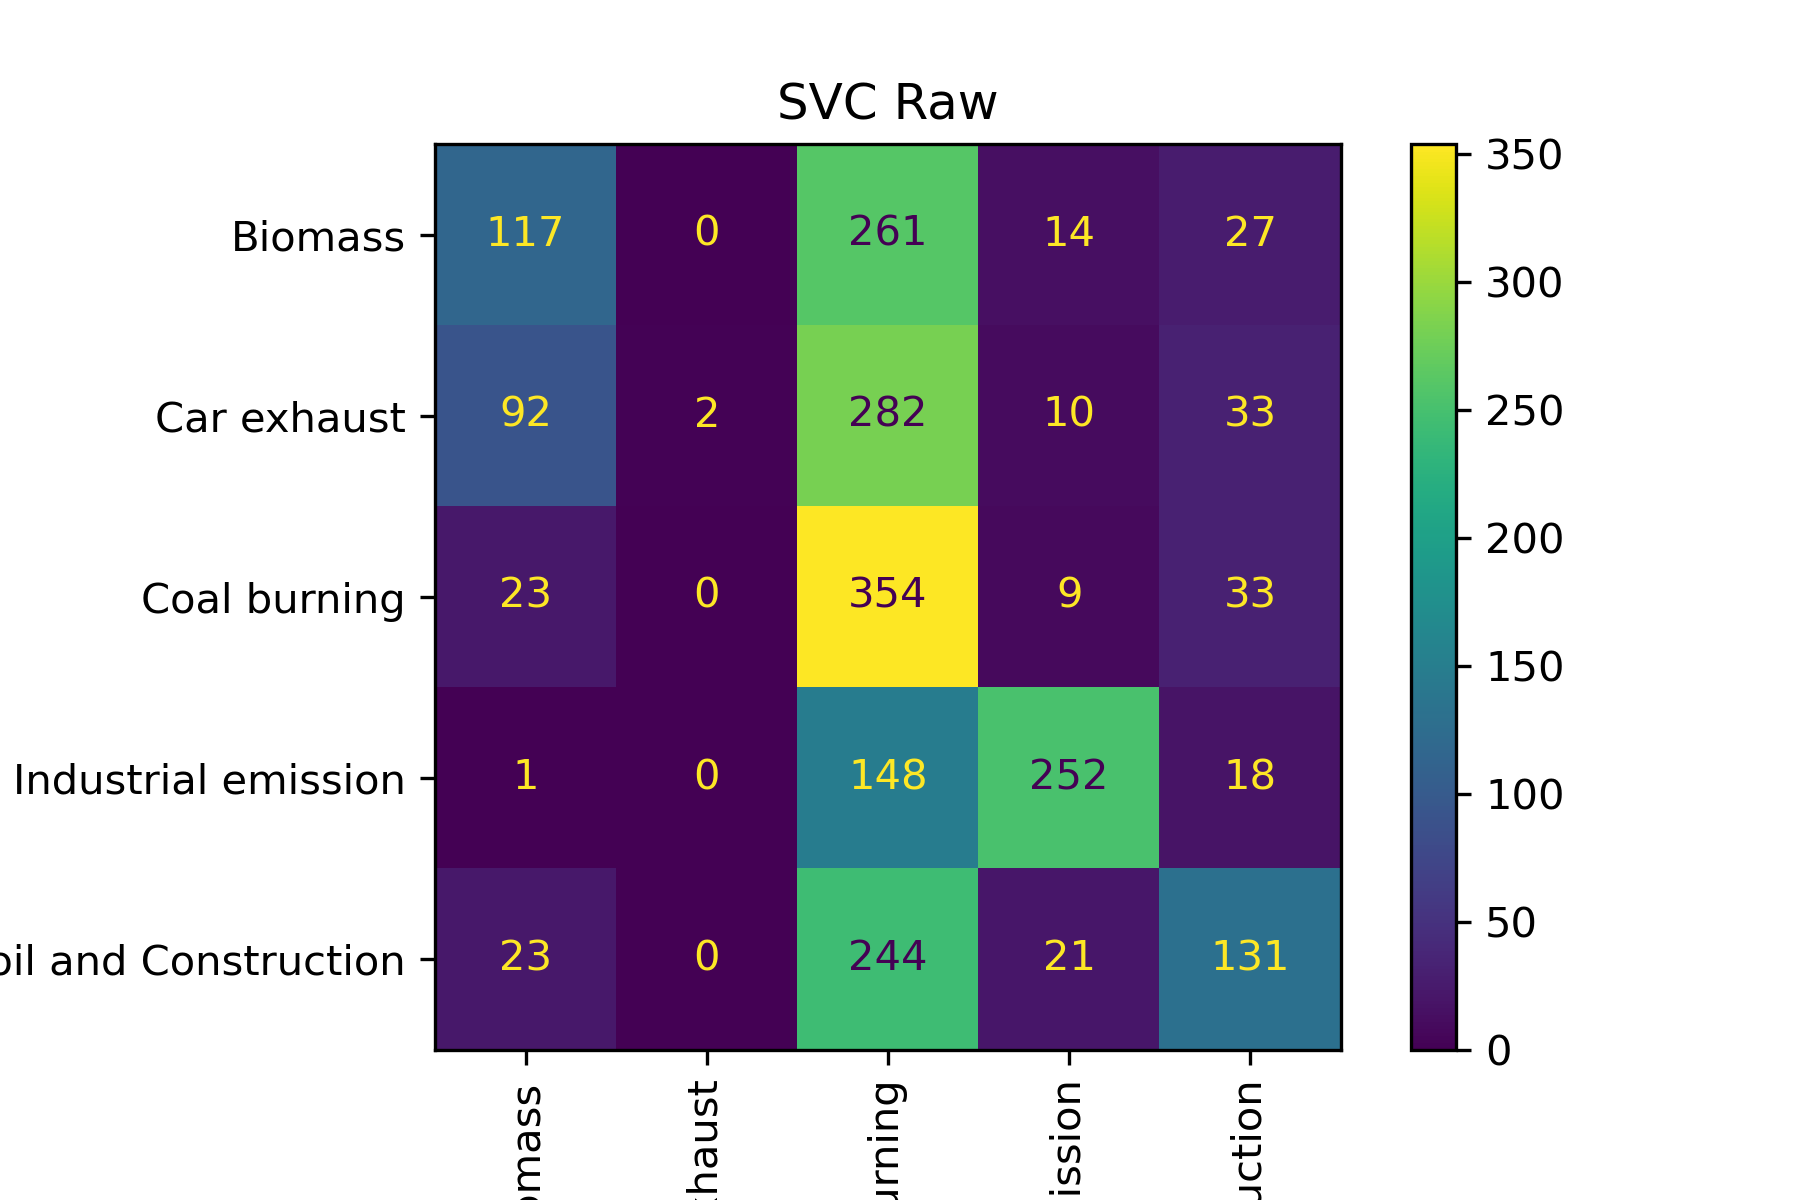 SVC Raw
Biomass 117 0 261 14 27
Car exhaust 92 2 282 10 33
Coal burning 23 0 354 9 33
Industrial emission 1 0 148 252 18
oil and Construction 23 0 244 21 131
350
300
250
200
150
100
50
0
omass
xhaust
urning
ission
uction